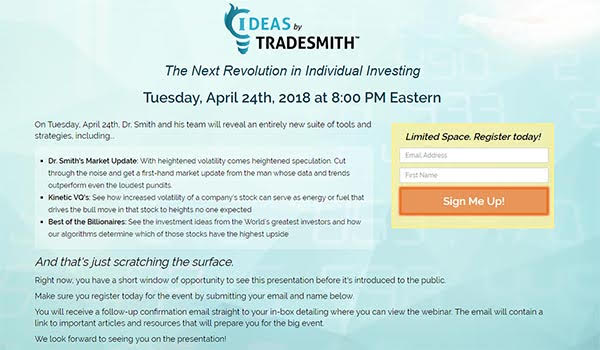 IDEAS by
TRADESMITH™
The Next Revolution in Individual Investing
Tuesday, April 24th, 2018 at 8:00 PM Eastern
On Tuesday, April 24th, Dr. Smith and his team will reveal an entirely new suite of tools and
strategies, including...
• Dr. Smith's Market Update: With heightened volatility comes heightened speculation. Cut
through the noise and get a first-hand market update from the man whose data and trends
outperform even the loudest pundits.
• Kinetic VQ's: See how increased volatility of a company's stock can serve as energy or fuel that
drives the bull move in that stock to heights no one expected
• Best of the Billionaires: See the investment ideas from the World's greatest investors and how
our algorithms determine which of those stocks have the highest upside
Limited Space. Register today!
Email Address
First Name
Sign Me Up!
And that's just scratching the surface.
Right now, you have a short window of opportunity to see this presentation before it's introduced to the public.
Make sure you register today for the event by submitting your email and name below.
You will receive a follow-up confirmation email straight to your in-box detailing where you can view the webinar. The email will contain a
link to important articles and resources that will prepare you for the big event.
We look forward to seeing you on the presentation!